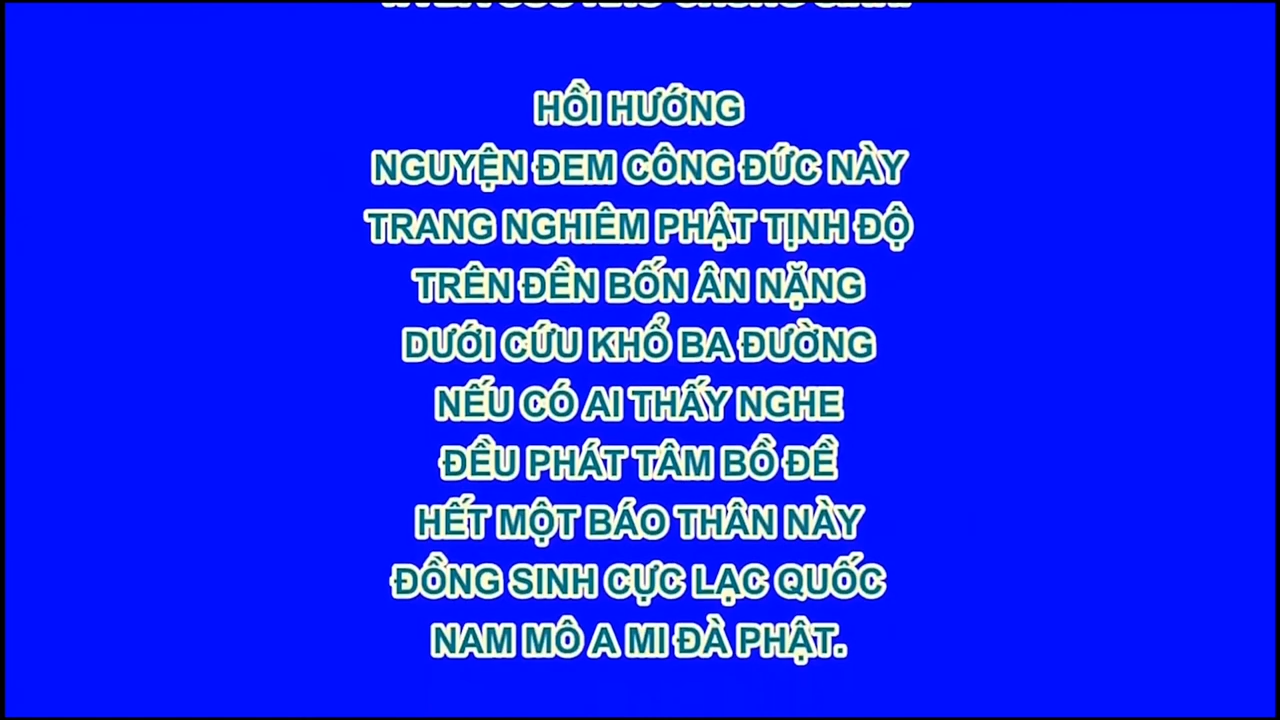 HỒI HƯỚNG
NGUYỆN ĐEM CÔNG ĐỨC NÀY
TRANG NGHIÊM PHẬT TỊNH ĐỘ
TRÊN ĐỀN BỐN ÂN NẶNG
DƯỚI CỨU KHỔ BA ĐƯỜNG
NẾU CÓ AI THẤY NGHE
ĐỀU PHÁT TÂM BỒ ĐỀ
HẾT MỘT BÁO THÂN NÀY
ĐỒNG SINH CỰC LẠC QUỐC
NAM MÔ A MI ĐÀ PHẬT.